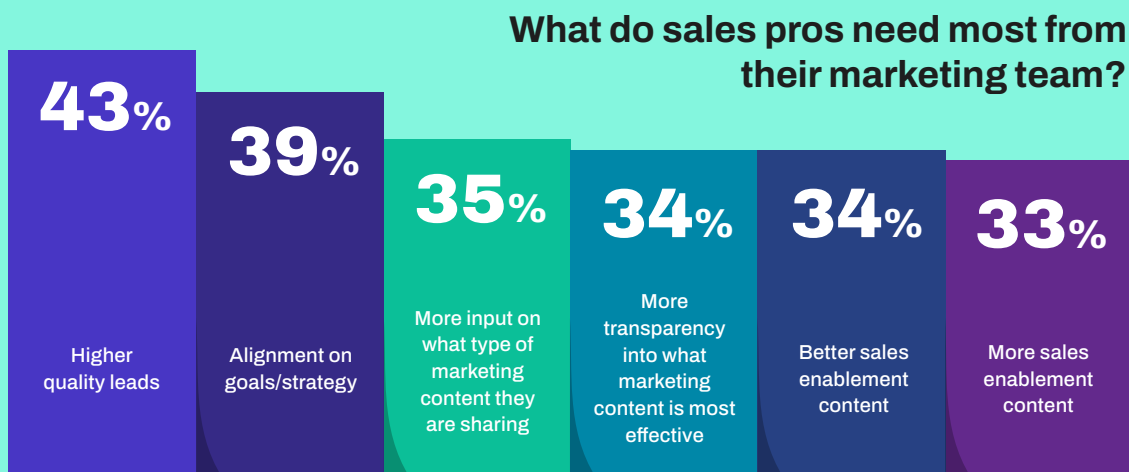 What do sales pros need most from
their marketing team?
43%
Higher
quality leads
39%
Alignment on
goals/strategy
35%
More input on
what type of
marketing
content they
are sharing
34%
More
transparency
into what
marketing
content is most
effective
34%
Better sales
enablement
content
33%
More sales
enablement
content